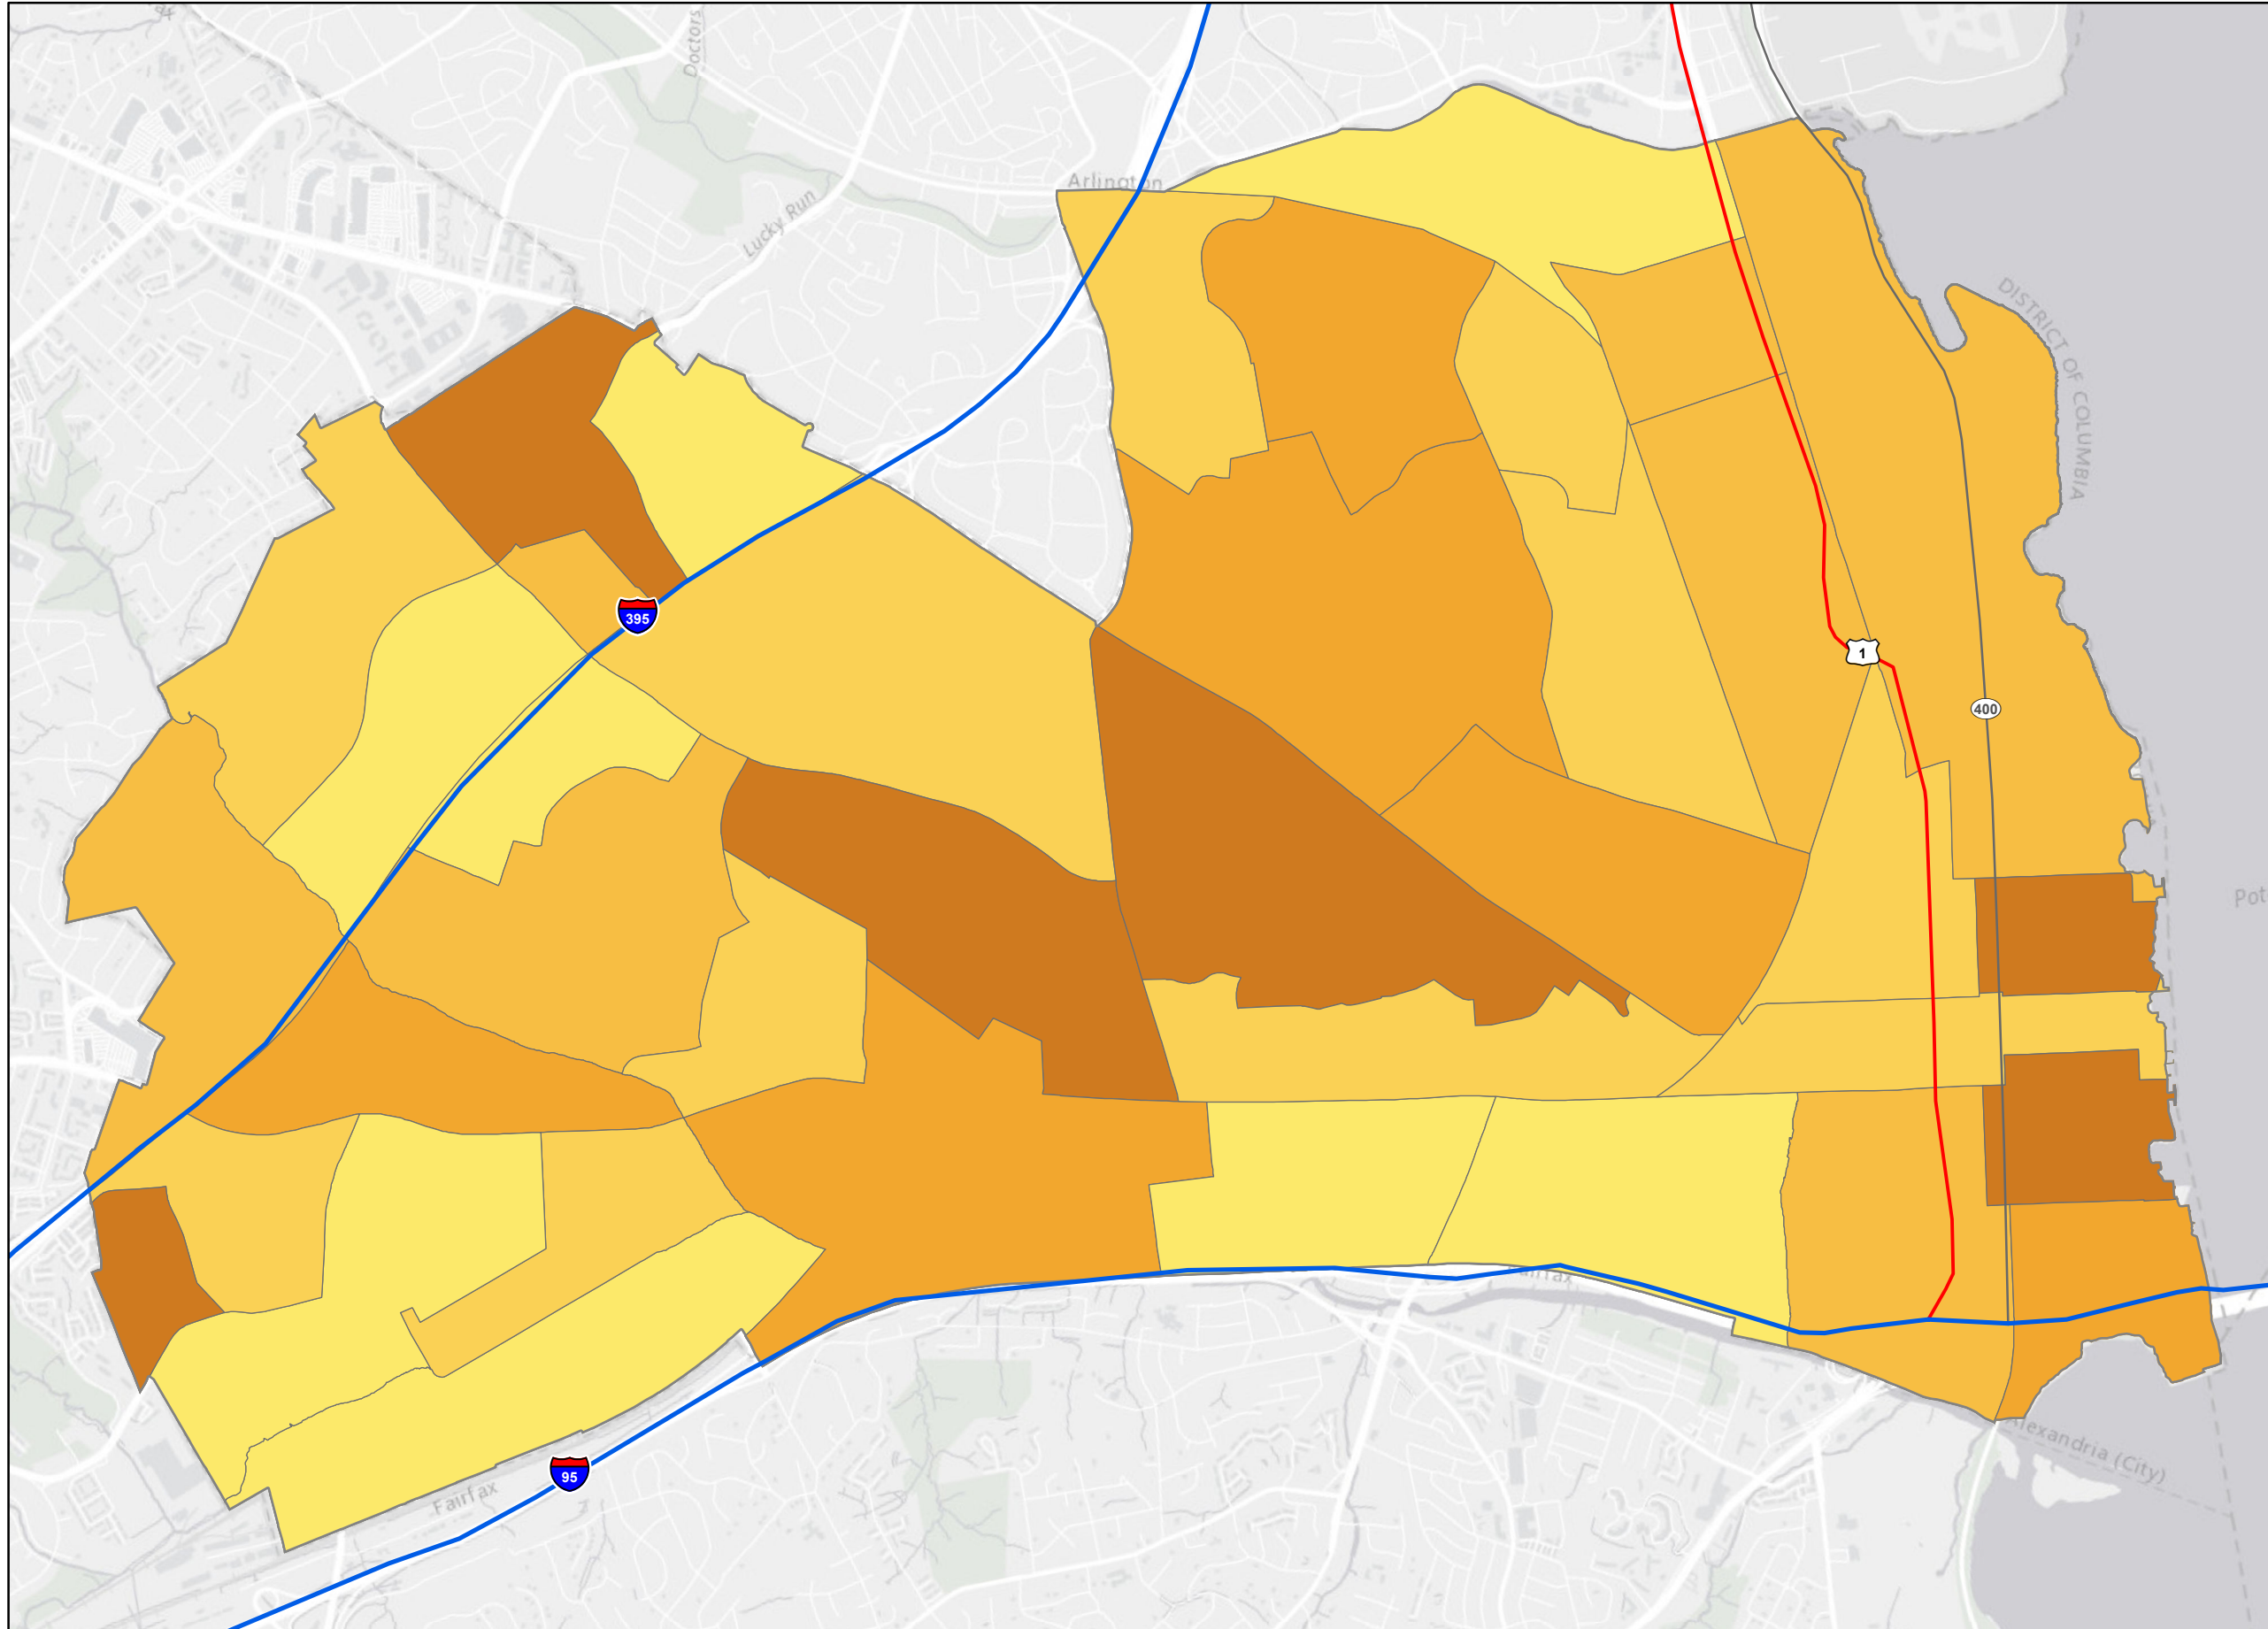 Doctors
Arlington
Lucky Run
DISTRICT OF COLUMBIA
395
1
400
Pot
Fairfax
Alexandria (City)
95
Fairfax